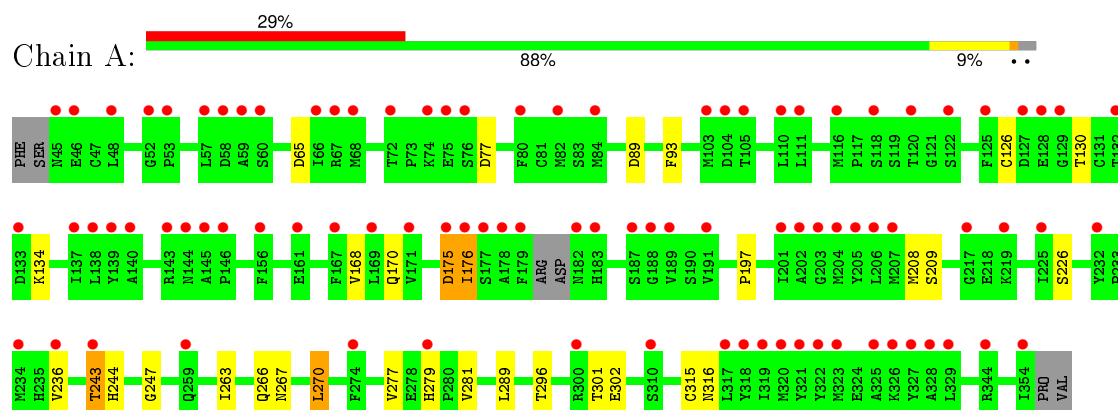 29%
Chain A:
88%
9%
PHE SER N45 E46 C47 L48 G52 P53 L57 D58 A59 S60 D65 I66 R67 M68 T72 P73 K74 E75 S76 D77 F80 C81 M82 S83 M84 D89 F93 M103 D104 T105 L110 L111 M116 P117 S118 S119 T120 G121 S122 F125 C126 D127 E128 G129 T130 C131 T132
D133 K134 I137 L138 Y139 A140 R143 N144 A145 P146 F156 E161 F167 V168 L169 Q170 V171 D175 I176 S177 A178 F179 ARG ASP N182 H183 S187 G188 V189 S190 V191 P197 I201 A202 G203 M204 Y205 L206 M207 M208 S209 G217 E218 K219 I225 S226 Y232 P233
M234 H235 V236 T243 H244 G247 Q259 I263 Q266 N267 L270 F274 V277 E278 H279 P280 V281 L289 T296 R300 T301 E302 S310 C315 N316 L317 Y318 I319 M320 Y321 Y322 M323 E324 A325 K326 Y327 A328 L329 R344 I354 PRO VAL